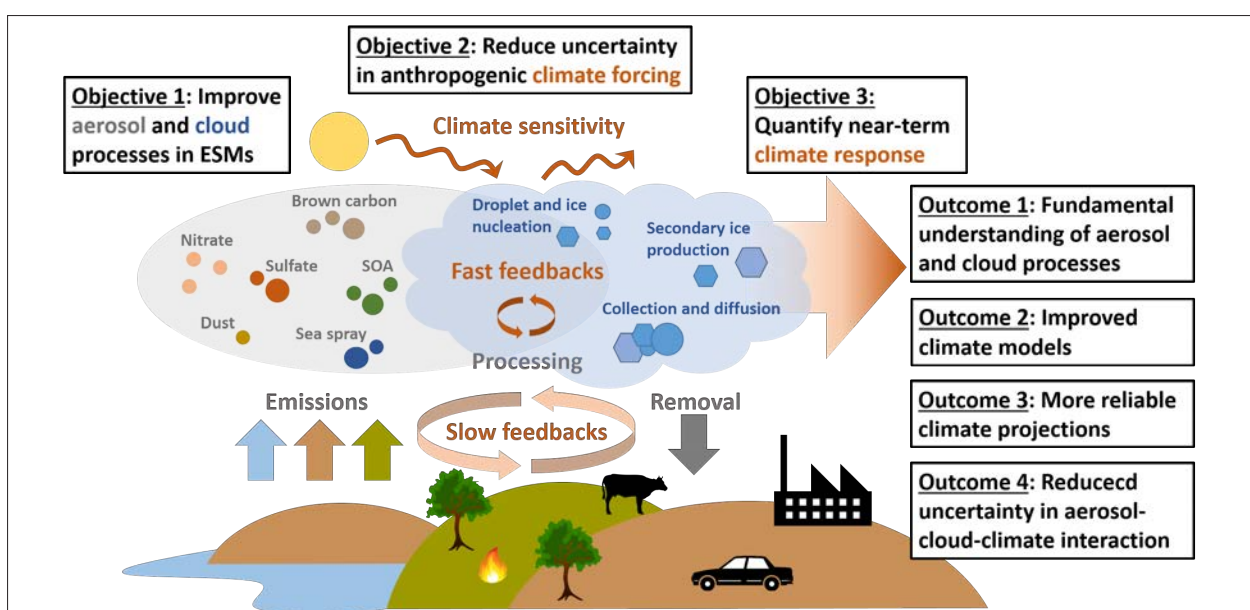 Objective 2: Reduce uncertainty
in anthropogenic climate forcing
Objective 1: Improve
aerosol and cloud
processes in ESMs
Objective 3:
Quantify near-term
climate response
Climate sensitivity
Brown carbon
Nitrate
Sulfate
SOA
Dust
Sea spray
Droplet and ice
nucleation
Secondary ice
production
Fast feedbacks
Collection and diffusion
Processing
Emissions
Removal
Slow feedbacks
Outcome 1: Fundamental
understanding of aerosol
and cloud processes
Outcome 2: Improved
climate models
Outcome 3: More reliable
climate projections
Outcome 4: Reducecd
uncertainty in aerosol-
cloud-climate interaction